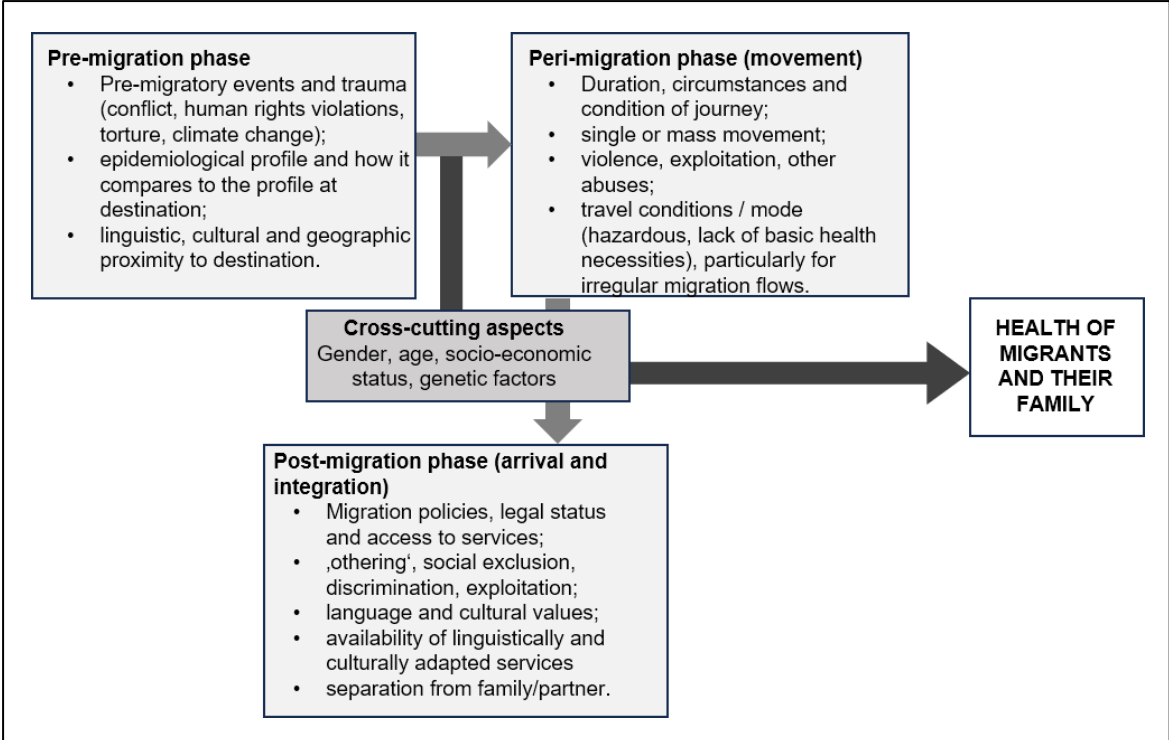 Pre-migration phase
• Pre-migratory events and trauma
(conflict, human rights violations,
torture, climate change);
• epidemiological profile and how it
compares to the profile at
destination;
• linguistic, cultural and geographic
proximity to destination.
Peri-migration phase (movement)
• Duration, circumstances and
condition of journey;
• single or mass movement;
• violence, exploitation, other
abuses;
• travel conditions / mode
(hazardous, lack of basic health
necessities), particularly for
irregular migration flows.
Cross-cutting aspects
Gender, age, socio-economic
status, genetic factors
HEALTH OF
MIGRANTS
AND THEIR
FAMILY
Post-migration phase (arrival and
integration)
• Migration policies, legal status
and access to services;
• ‚othering‘, social exclusion,
discrimination, exploitation;
• language and cultural values;
• availability of linguistically and
culturally adapted services
• separation from family/partner.